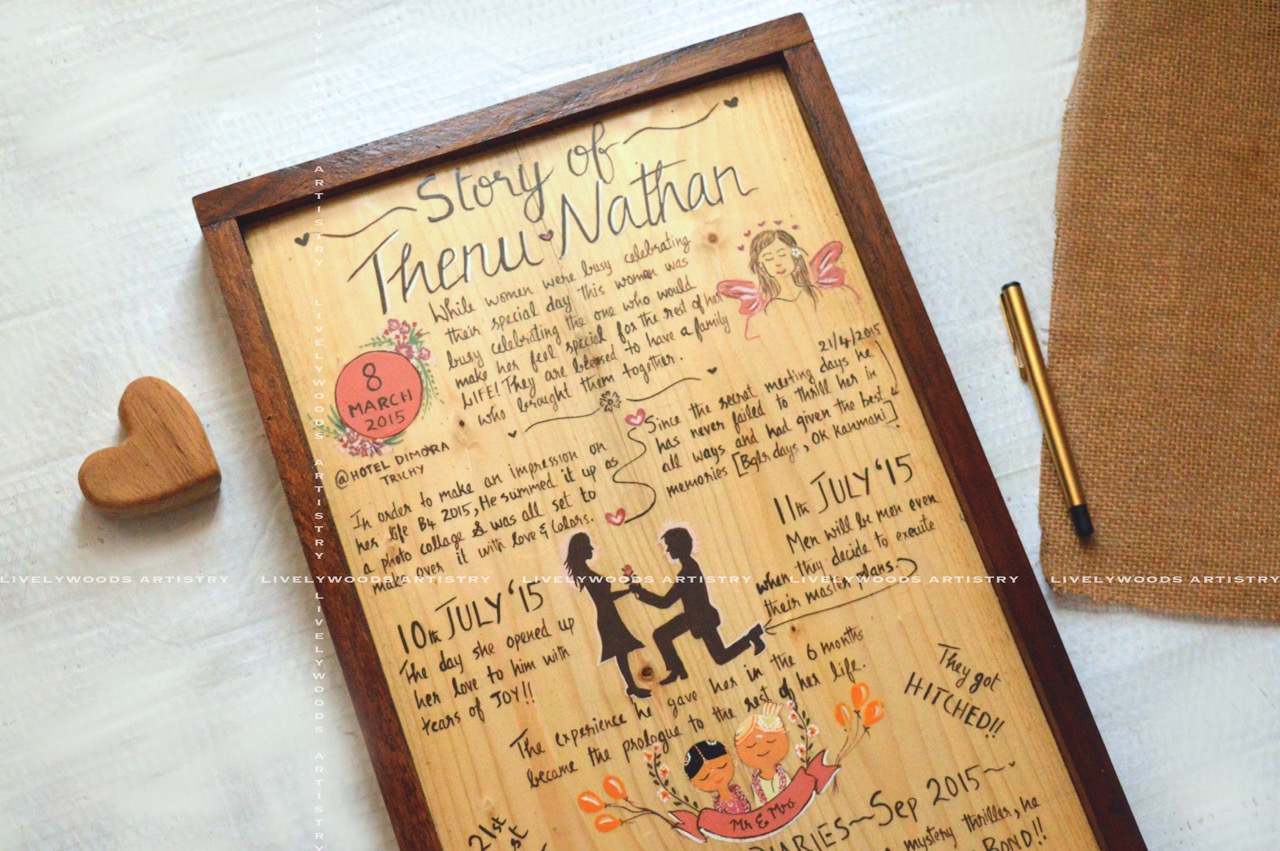 Story of
Thenu Nathan
While women were busy celebrating
their special day this woman was
busy celebrating the one who would
make her feel special for the rest of her
LIFE! They are blessed to have a family
who brought them together.
8
MARCH
2015
@HOTEL DIMORA
TRICHY
In order to make an impression on
her life B4 2015, He summed it up as
a photo collage & was all set to
make over it with love & Colors.
21/4/2015
Since the secret meeting days he
has never failed to thrill her in
all ways and had given the best
memories [Bglr days, OK Kanmani]
10th JULY '15
The day she opened up
her love to him with
tears of JOY!!
11th JULY '15
Men will be men even
when they decide to execute
their master plans.
The experience he gave her in the 6 months
became the prologue to the rest of her life.
They got
HITCHED!!
Mr & Mrs.
21st
DIARIES~Sep 2015~
mystery thriller, he
BOND!!
LIVELYWOODS ARTISTRY LIVELYWOODS ARTISTRY LIVELYWOODS ARTISTRY LIVELYWOODS ARTISTRY LIVELYWOODS ARTISTRY
ARTISTRY LIVELYWOODS ARTISTRY LIVELYWOODS ARTISTRY